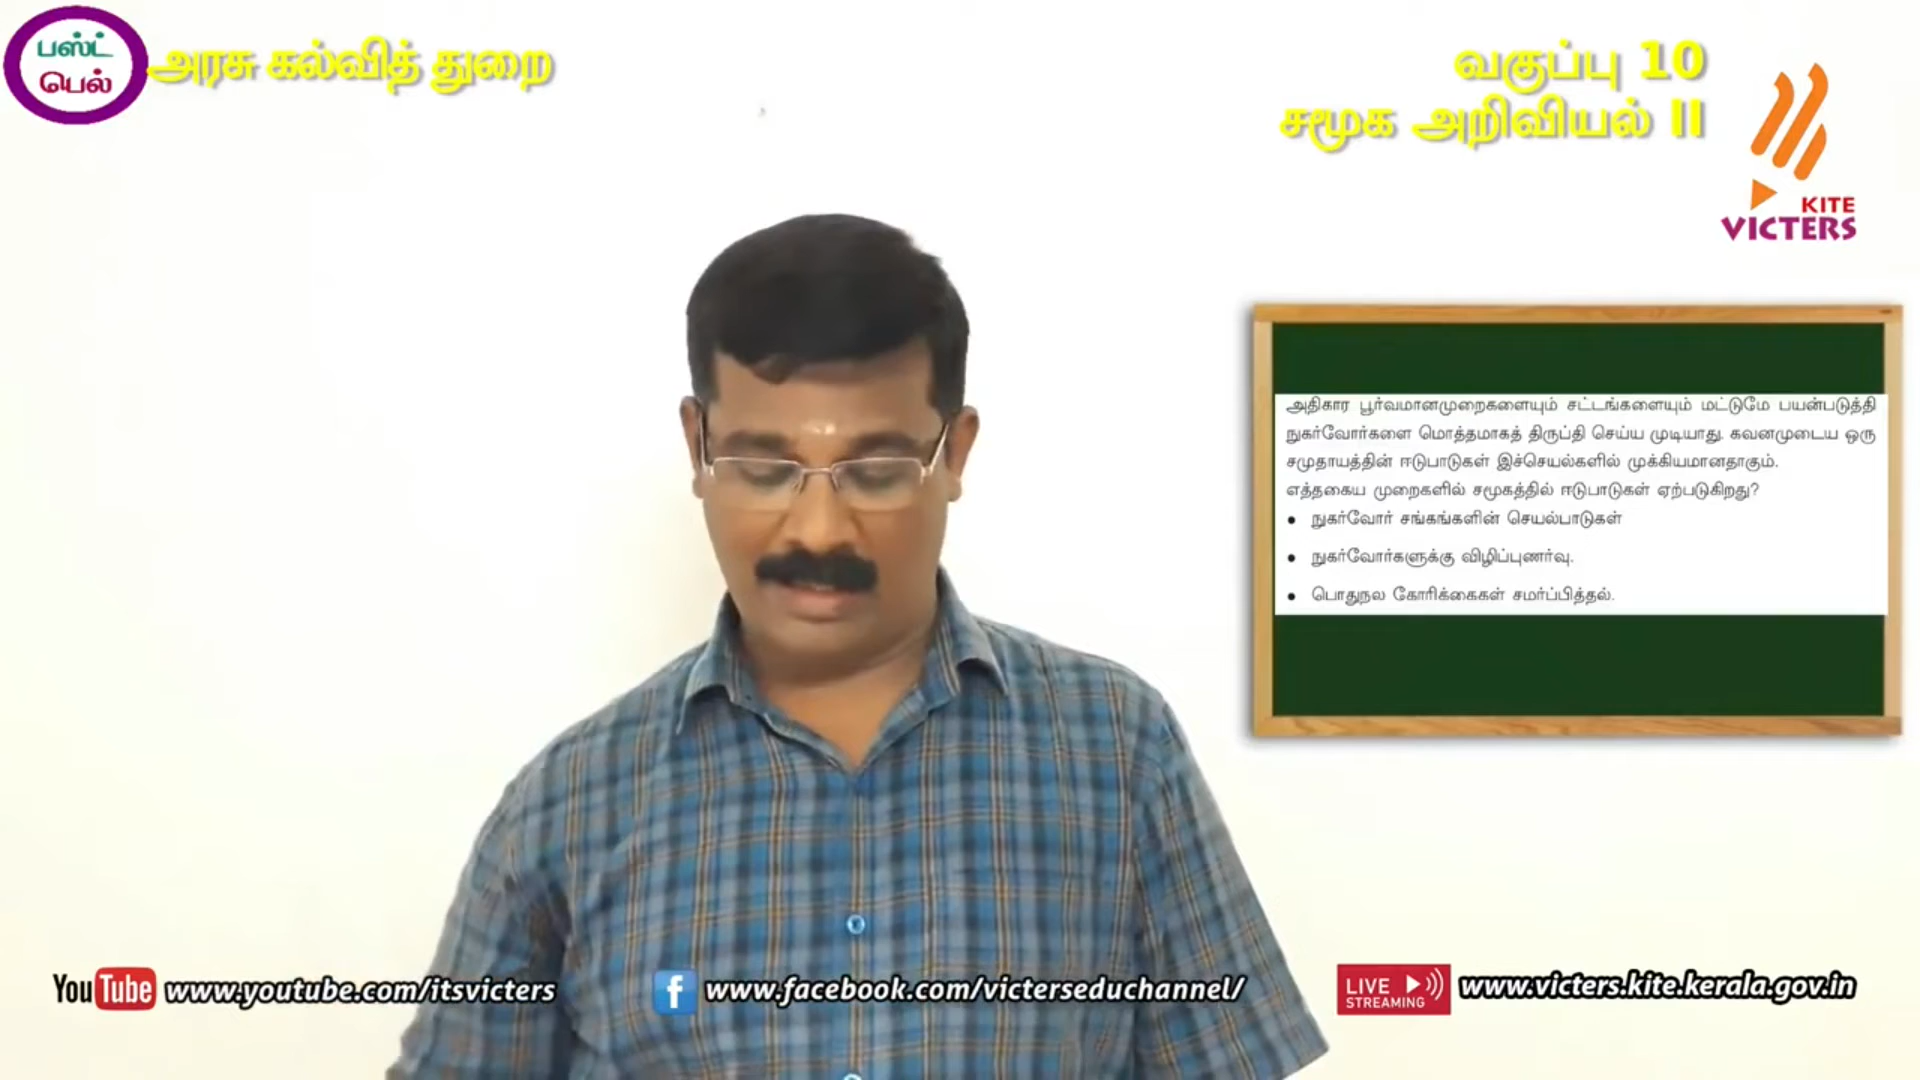 பஸ்ட்
பெல்
அரசு கல்வித் துறை
வகுப்பு 10
சமூக அறிவியல் II
KITE
VICTERS
அதிகார பூர்வமானமுறைகளையும் சட்டங்களையும் மட்டுமே பயன்படுத்தி
நுகர்வோர்களை மொத்தமாகத் திருப்தி செய்ய முடியாது. கவனமுடைய ஒரு
சமுதாயத்தின் ஈடுபாடுகள் இச்செயல்களில் முக்கியமானதாகும்.
எத்தகைய முறைகளில் சமூகத்தில் ஈடுபாடுகள் ஏற்படுகிறது?
• நுகர்வோர் சங்கங்களின் செயல்பாடுகள்
• நுகர்வோர்களுக்கு விழிப்புணர்வு.
• பொதுநல கோரிக்கைகள் சமர்ப்பித்தல்.
YouTube www.youtube.com/itsvicters
f www.facebook.com/victerseduchannel/
LIVE STREAMING www.victers.kite.kerala.gov.in